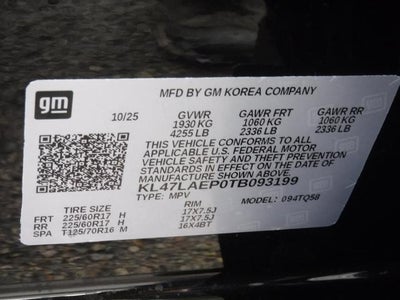 gm
MFD BY GM KOREA COMPANY
10/25 GVWR GAWR FRT GAWR RR
1930 KG 1060 KG 1060 KG
4255 LB 2336 LB 2336 LB
THIS VEHICLE CONFORMS TO ALL
APPLICABLE U.S. FEDERAL MOTOR
VEHICLE SAFETY AND THEFT PREVENTION
STANDARDS IN EFFECT ON THE DATE OF
MANUFACTURE SHOWN ABOVE.
KL47LAEP0TB093199
TYPE: MPV MODEL: 094TQ58
TIRE SIZE RIM
FRT 225/60R17 H 17X7.5J
RR 225/60R17 H 17X7.5J
SPA T125/70R16 M 16X4BT